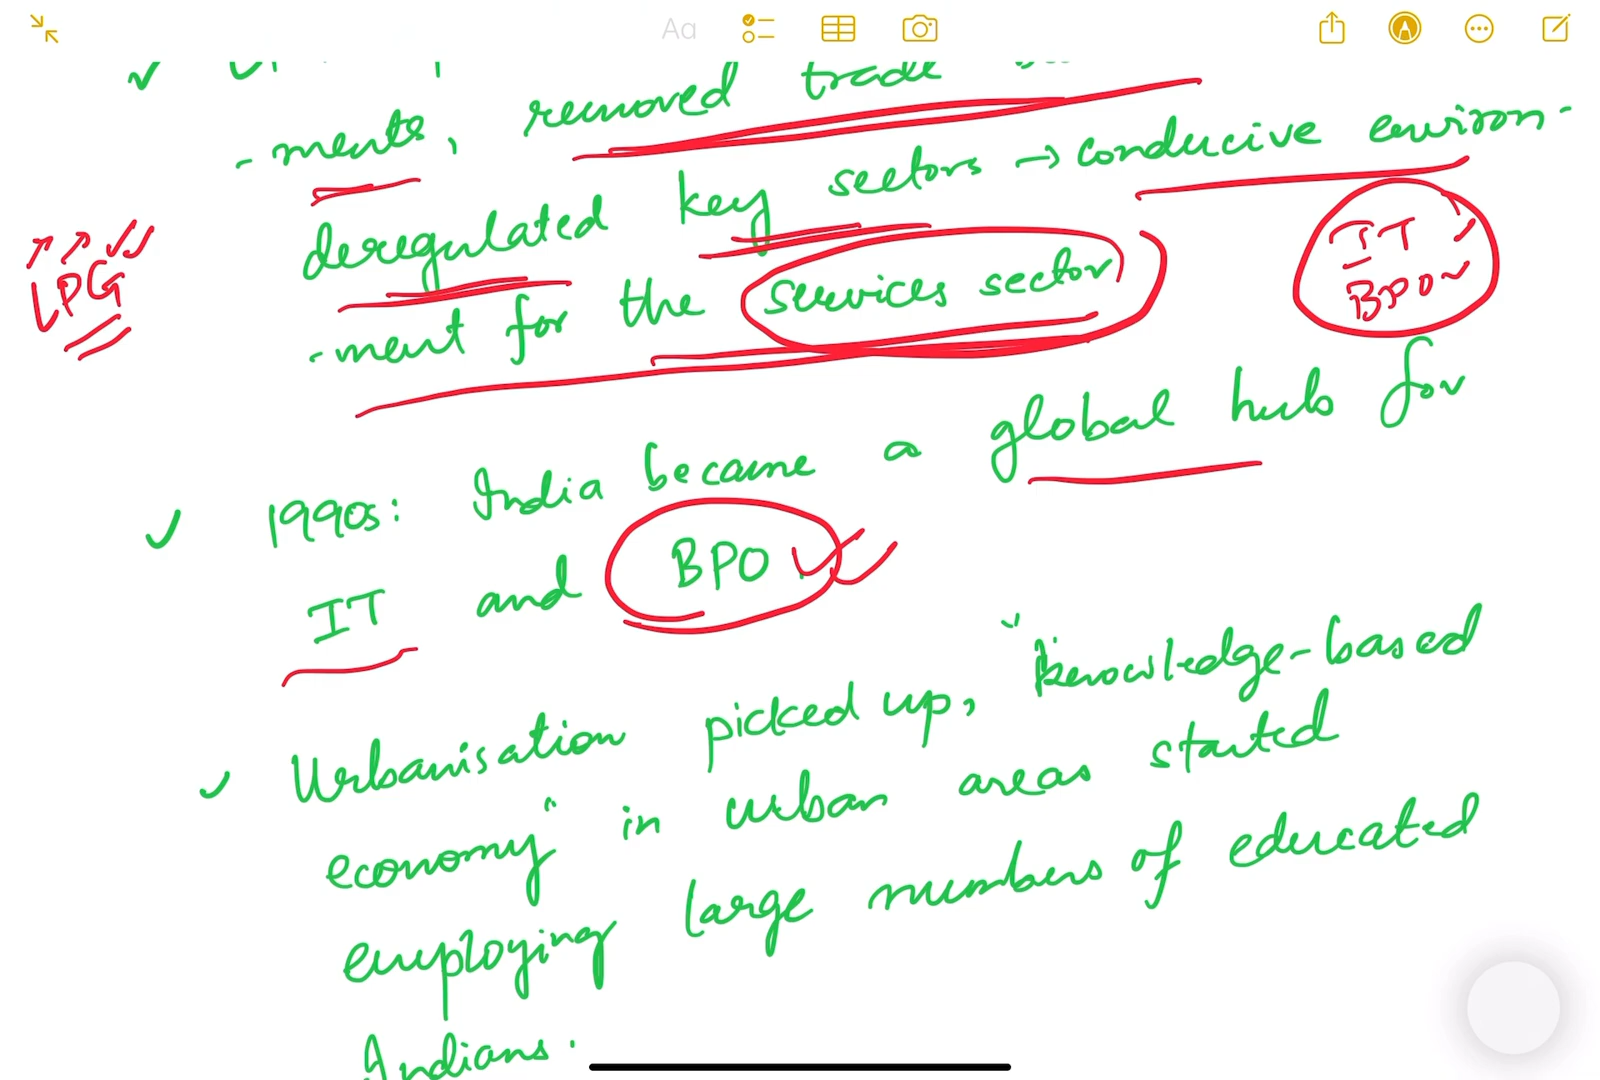 -ments, removed trade
deregulated key sectors → conducive environ-
-ment for the services sector
LPG
IT
BPO
1990s: India became a global hub for
IT and BPO.
Urbanisation picked up, "knowledge-based
economy" in urban areas started
employing large numbers of educated
Indians.
Aa